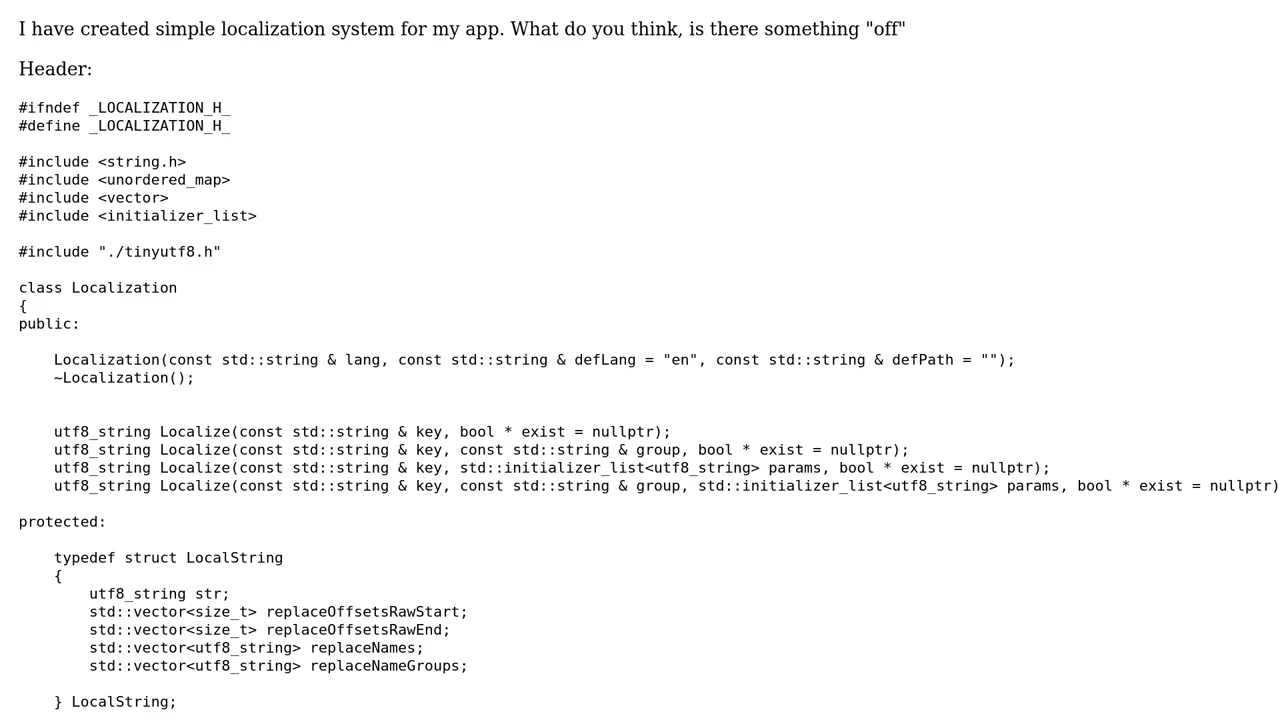 I have created simple localization system for my app. What do you think, is there something "off"
Header:
#ifndef _LOCALIZATION_H_
#define _LOCALIZATION_H_
#include <string.h>
#include <unordered_map>
#include <vector>
#include <initializer_list>
#include "./tinyutf8.h"
class Localization
{
public:
Localization(const std::string & lang, const std::string & defLang = "en", const std::string & defPath = "");
~Localization();
utf8_string Localize(const std::string & key, bool * exist = nullptr);
utf8_string Localize(const std::string & key, const std::string & group, bool * exist = nullptr);
utf8_string Localize(const std::string & key, std::initializer_list<utf8_string> params, bool * exist = nullptr);
utf8_string Localize(const std::string & key, const std::string & group, std::initializer_list<utf8_string> params, bool * exist = nullptr)
protected:
typedef struct LocalString
{
utf8_string str;
std::vector<size_t> replaceOffsetsRawStart;
std::vector<size_t> replaceOffsetsRawEnd;
std::vector<utf8_string> replaceNames;
std::vector<utf8_string> replaceNameGroups;
} LocalString;